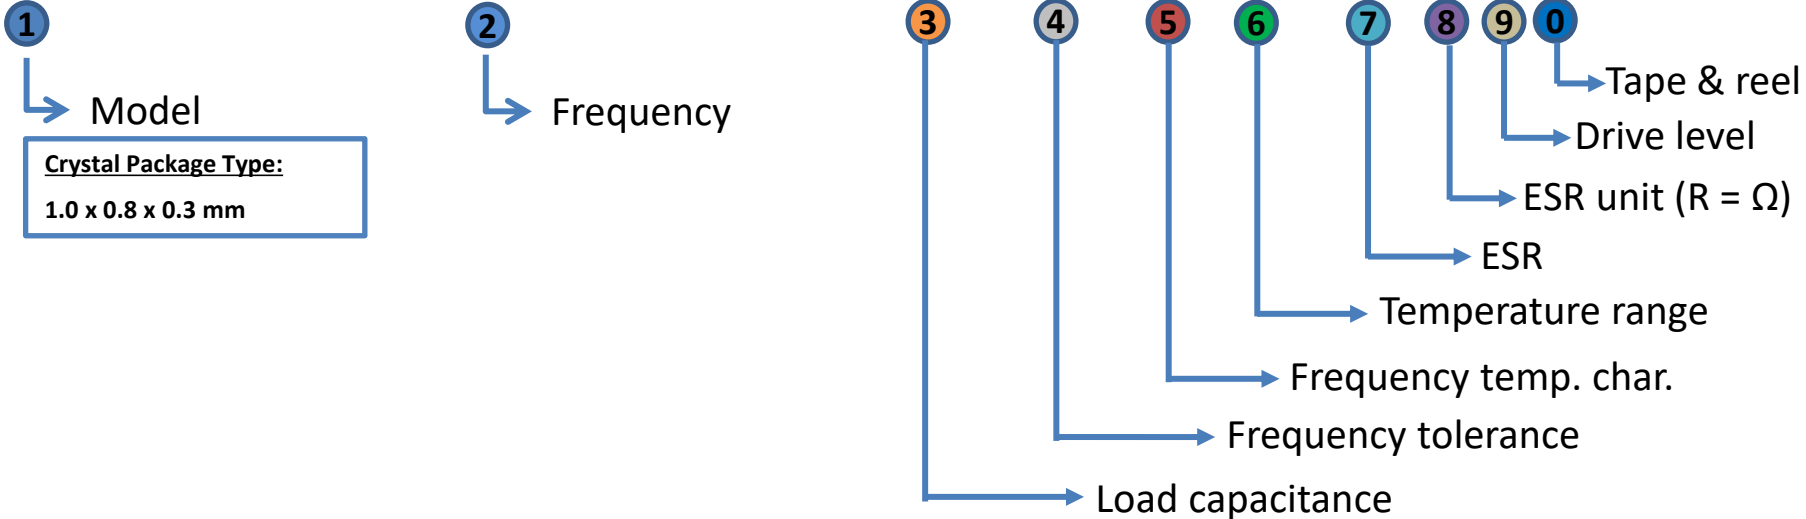 1 2 3 4 5 6 7 8 9 0
Tape & reel
Model Frequency
Drive level
Crystal Package Type:
1.0 x 0.8 x 0.3 mm
ESR unit (R = Ω)
ESR
Temperature range
Frequency temp. char.
Frequency tolerance
Load capacitance